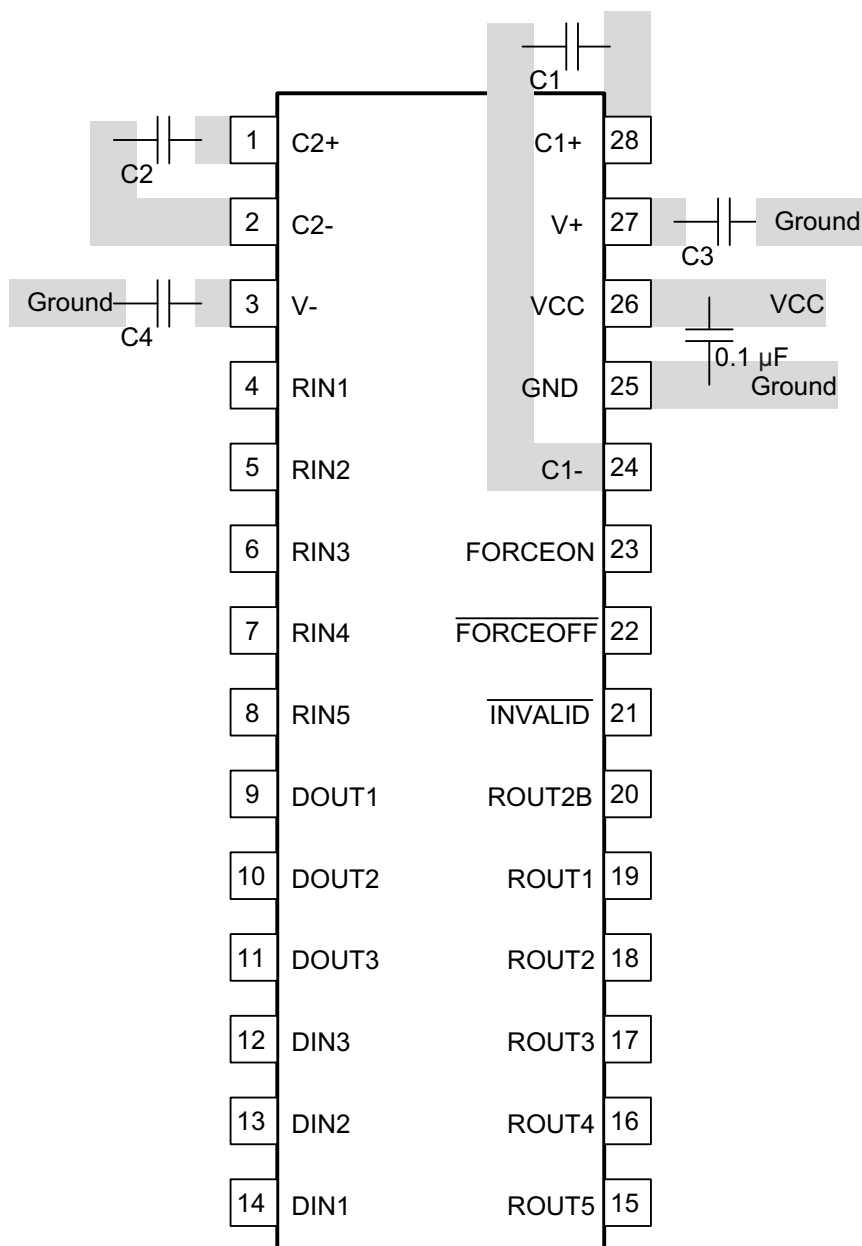 C1
1 C2+ C1+ 28
C2
2 C2- V+ 27 Ground
C3
Ground 3 V- VCC 26 VCC
C4
0.1 µF
4 RIN1 GND 25 Ground
5 RIN2 C1- 24
6 RIN3 FORCEON 23
7 RIN4 FORCEOFF 22
8 RIN5 INVALID 21
9 DOUT1 ROUT2B 20
10 DOUT2 ROUT1 19
11 DOUT3 ROUT2 18
12 DIN3 ROUT3 17
13 DIN2 ROUT4 16
14 DIN1 ROUT5 15